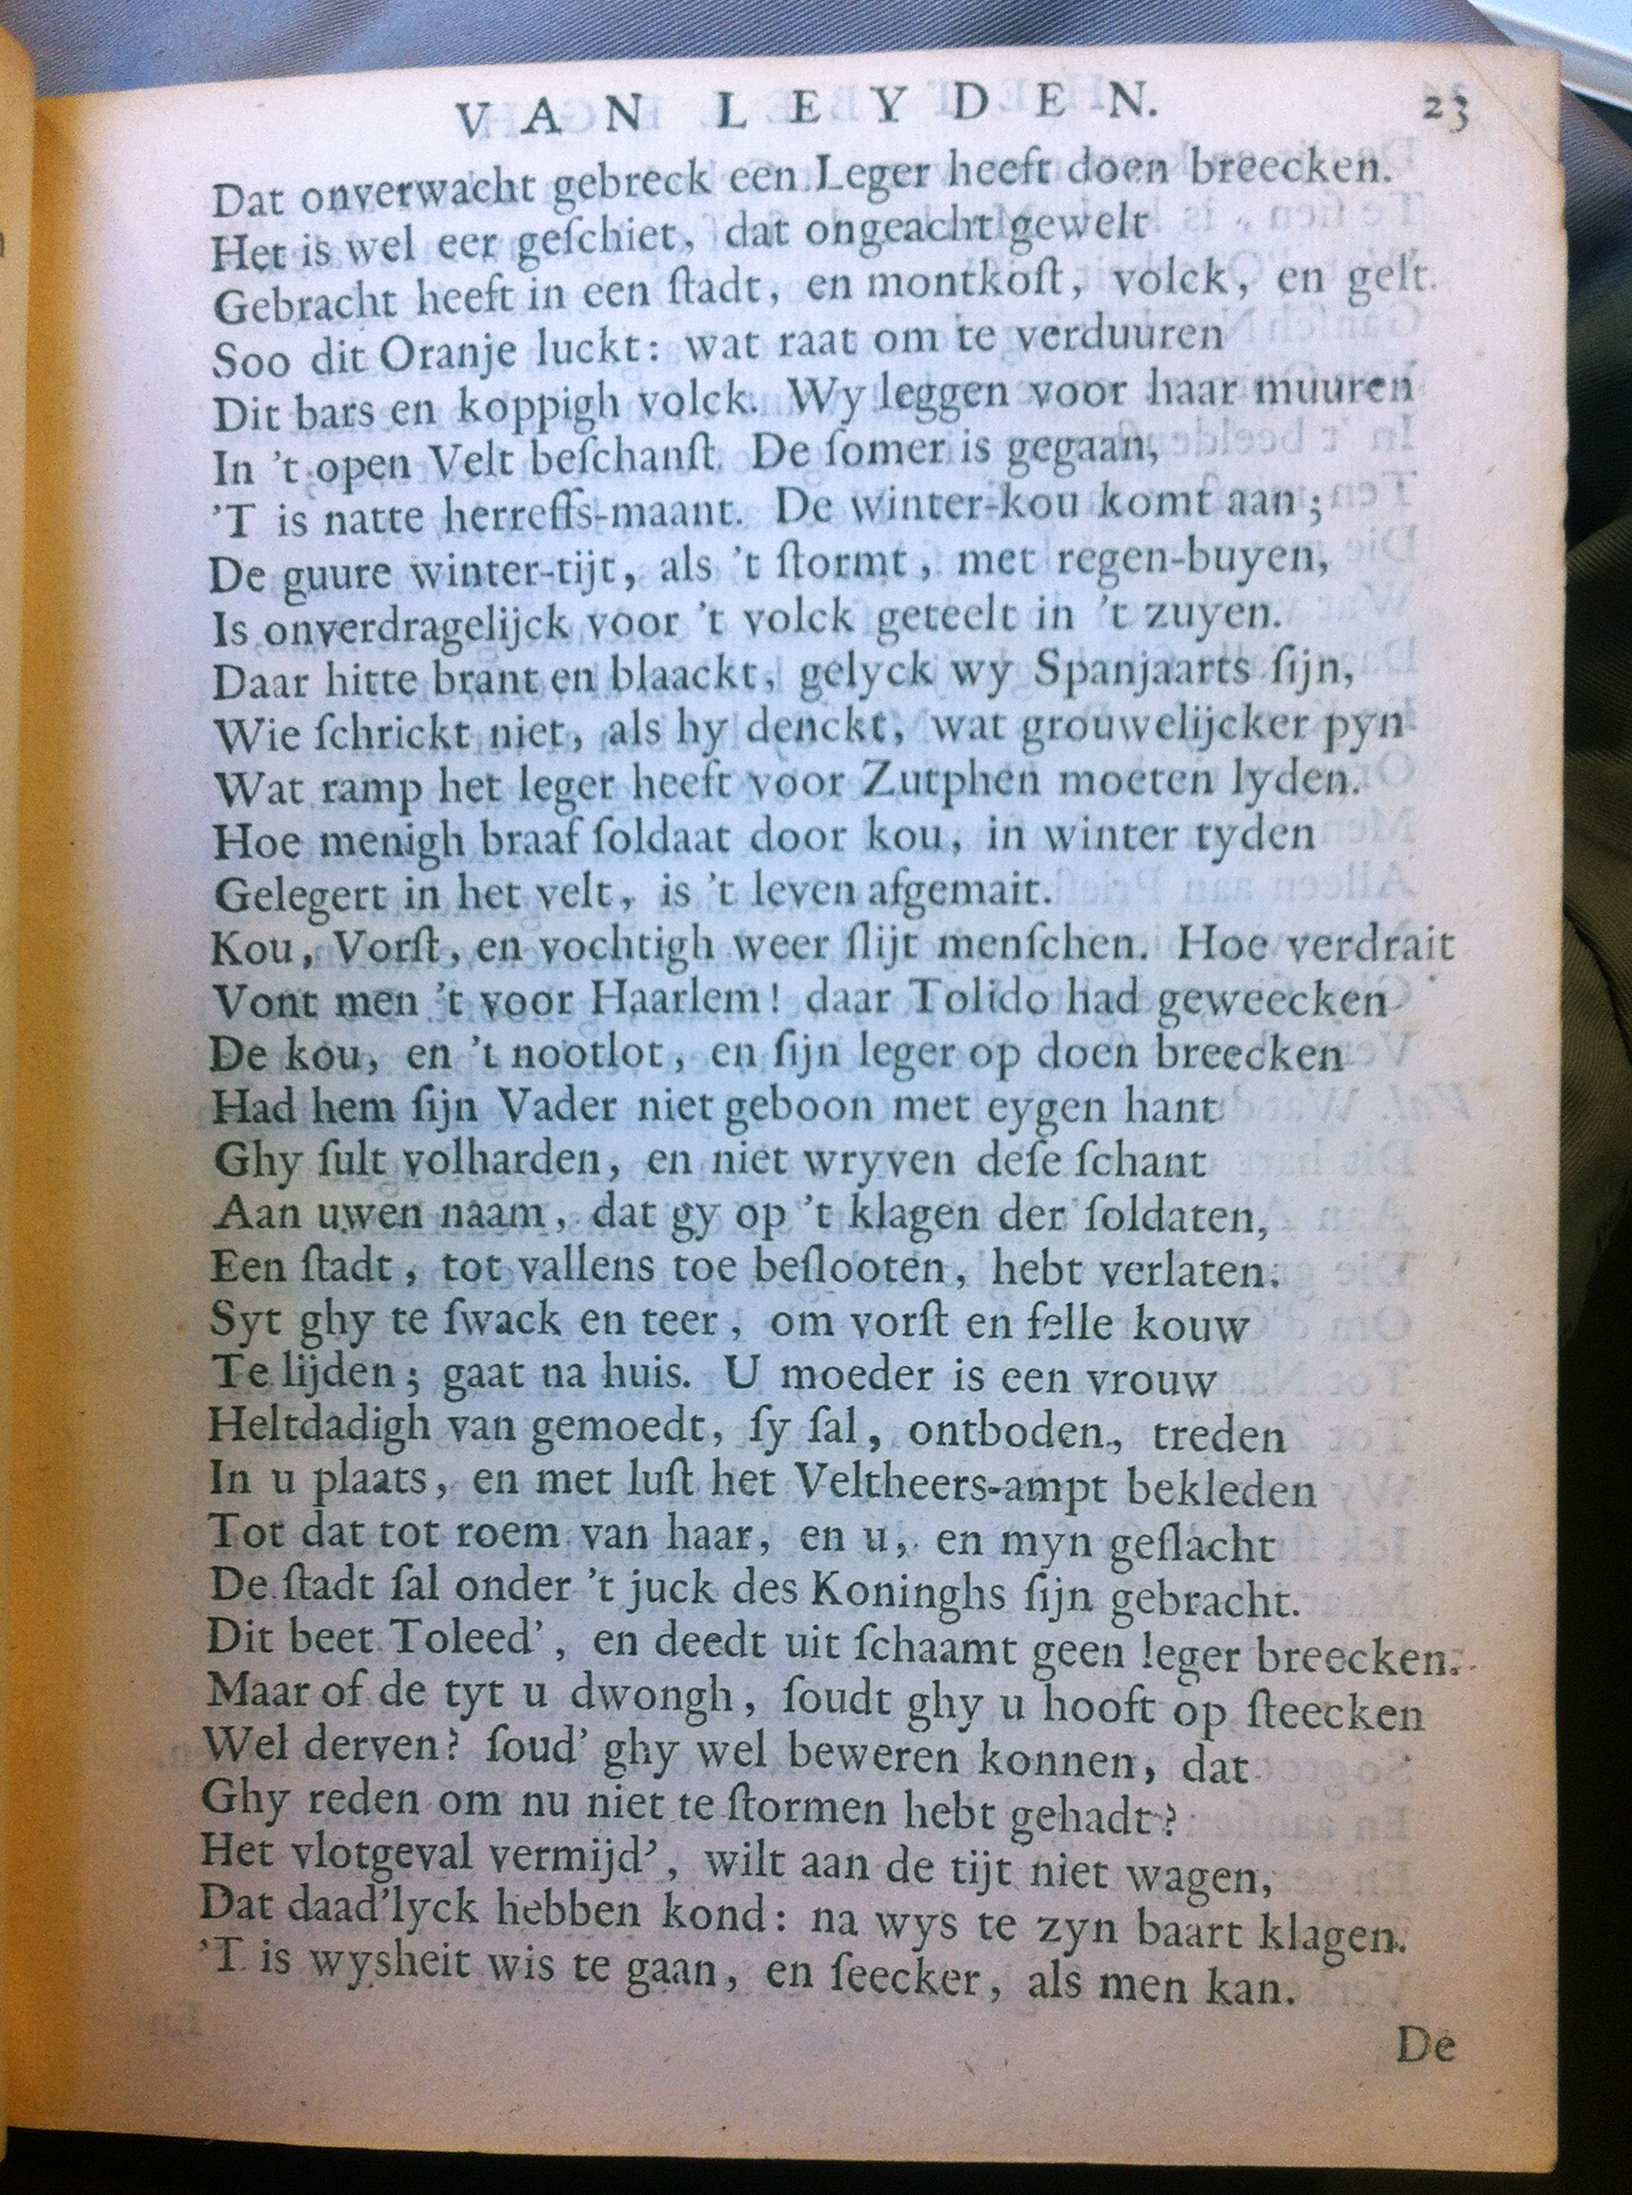 VAN LEYDEN. 23
Dat onverwacht gebreck een Leger heeft doen breecken.
Het is wel eer geſchiet, dat ongeacht gewelt
Gebracht heeft in een ſtadt, en montkoſt, volck, en gelt.
Soo dit Oranje luckt: wat raat om te verduuren
Dit bars en koppigh volck. Wy leggen voor haar muuren
In 't open Velt beſchanſt. De ſomer is gegaan,
'T is natte herreffs-maant. De winter-kou komt aan;
De guure winter-tijt, als 't ſtormt, met regen-buyen,
Is onverdragelijck voor 't volck geteelt in 't zuyen.
Daar hitte brant en blaackt, gelyck wy Spanjaarts ſijn,
Wie ſchrickt niet, als hy denckt, wat grouwelijcker pyn
Wat ramp het leger heeft voor Zutphen moeten lyden.
Hoe menigh braaf ſoldaat door kou, in winter tyden
Gelegert in het velt, is 't leven afgemait.
Kou, Vorſt, en vochtigh weer ſlijt menſchen. Hoe verdrait
Vont men 't voor Haarlem! daar Tolido had geweecken
De kou, en 't nootlot, en ſijn leger op doen breecken
Had hem ſijn Vader niet geboon met eygen hant
Ghy ſult volharden, en niet wryven deſe ſchant
Aan uwen naam, dat gy op 't klagen der ſoldaten,
Een ſtadt, tot vallens toe beſlooten, hebt verlaten.
Syt ghy te ſwack en teer, om vorſt en felle kouw
Te lijden; gaat na huis. U moeder is een vrouw
Heltdadigh van gemoedt, ſy ſal, ontboden, treden
In u plaats, en met luſt het Veltheers-ampt bekleden
Tot dat tot roem van haar, en u, en myn geſlacht
De ſtadt ſal onder 't juck des Koninghs ſijn gebracht.
Dit beet Toleed', en deedt uit ſchaamt geen leger breecken.
Maar of de tyt u dwongh, ſoudt ghy u hooft op ſteecken
Wel derven? ſoud' ghy wel beweren konnen, dat
Ghy reden om nu niet te ſtormen hebt gehadt?
Het vlotgeval vermijd', wilt aan de tijt niet wagen,
Dat daad'lyck hebben kond: na wys te zyn baart klagen.
'T is wysheit wis te gaan, en ſeecker, als men kan.
De